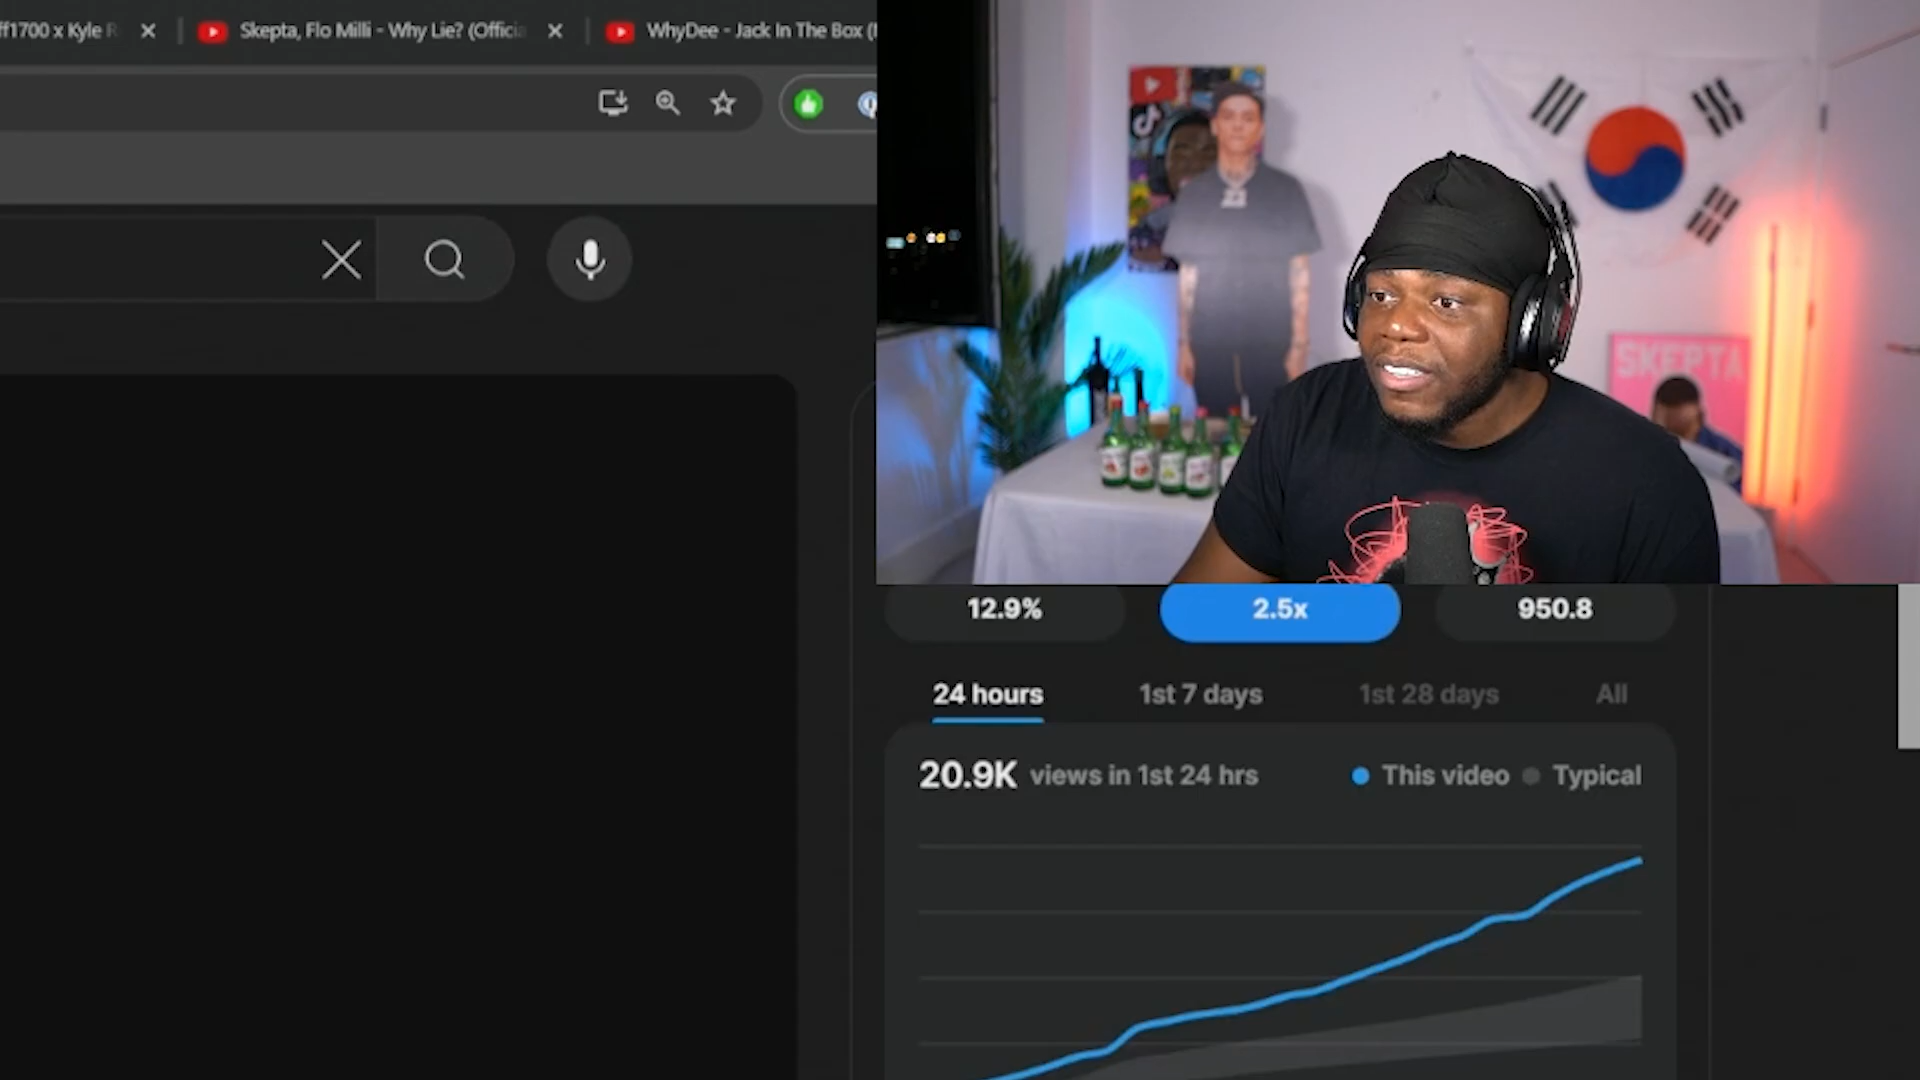 ff1700 x Kyle R
Skepta, Flo Milli - Why Lie? (Officia
WhyDee - Jack In The Box (
SKEPTA
12.9%
2.5x
950.8
24 hours
1st 7 days
1st 28 days
All
20.9K views in 1st 24 hrs
This video
Typical